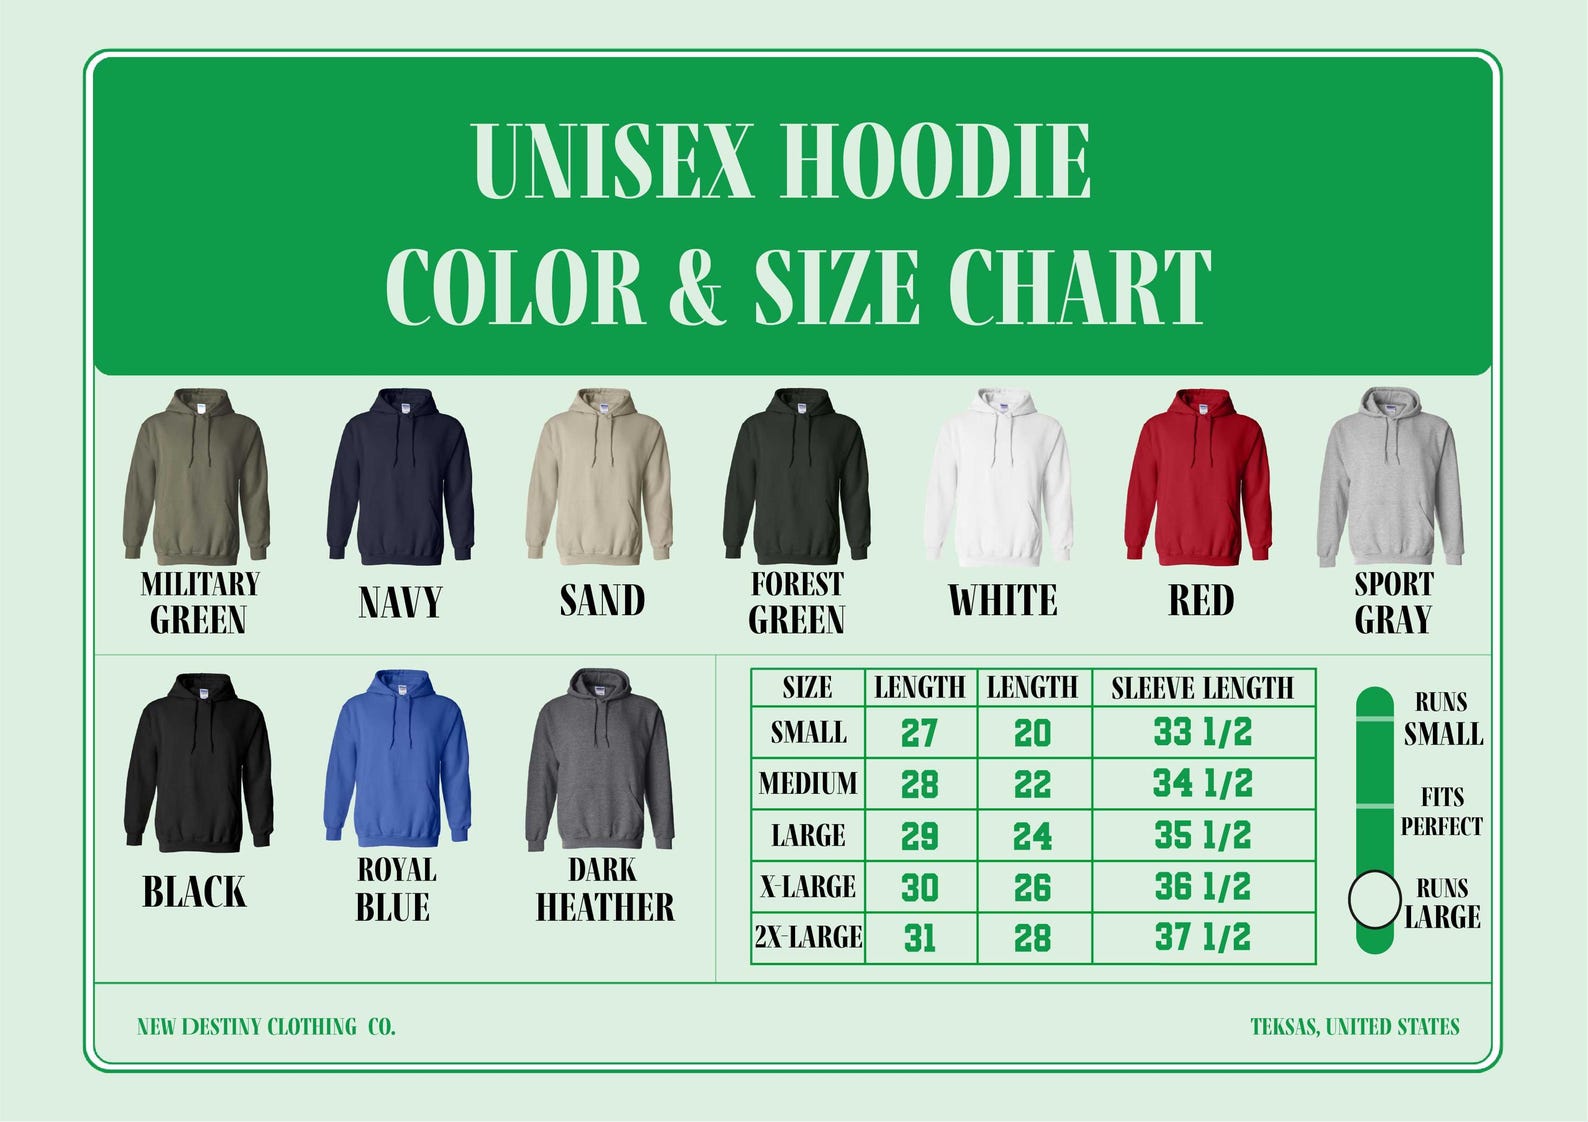 UNISEX HOODIE
COLOR & SIZE CHART
MILITARY
GREEN
NAVY
SAND
FOREST
GREEN
WHITE
RED
SPORT
GRAY
BLACK
ROYAL
BLUE
DARK
HEATHER
SIZE LENGTH LENGTH SLEEVE LENGTH
SMALL 27 20 33 1/2
MEDIUM 28 22 34 1/2
LARGE 29 24 35 1/2
X-LARGE 30 26 36 1/2
2X-LARGE 31 28 37 1/2
RUNS
SMALL
FITS
PERFECT
RUNS
LARGE
NEW DESTINY CLOTHING CO.
TEKSAS, UNITED STATES